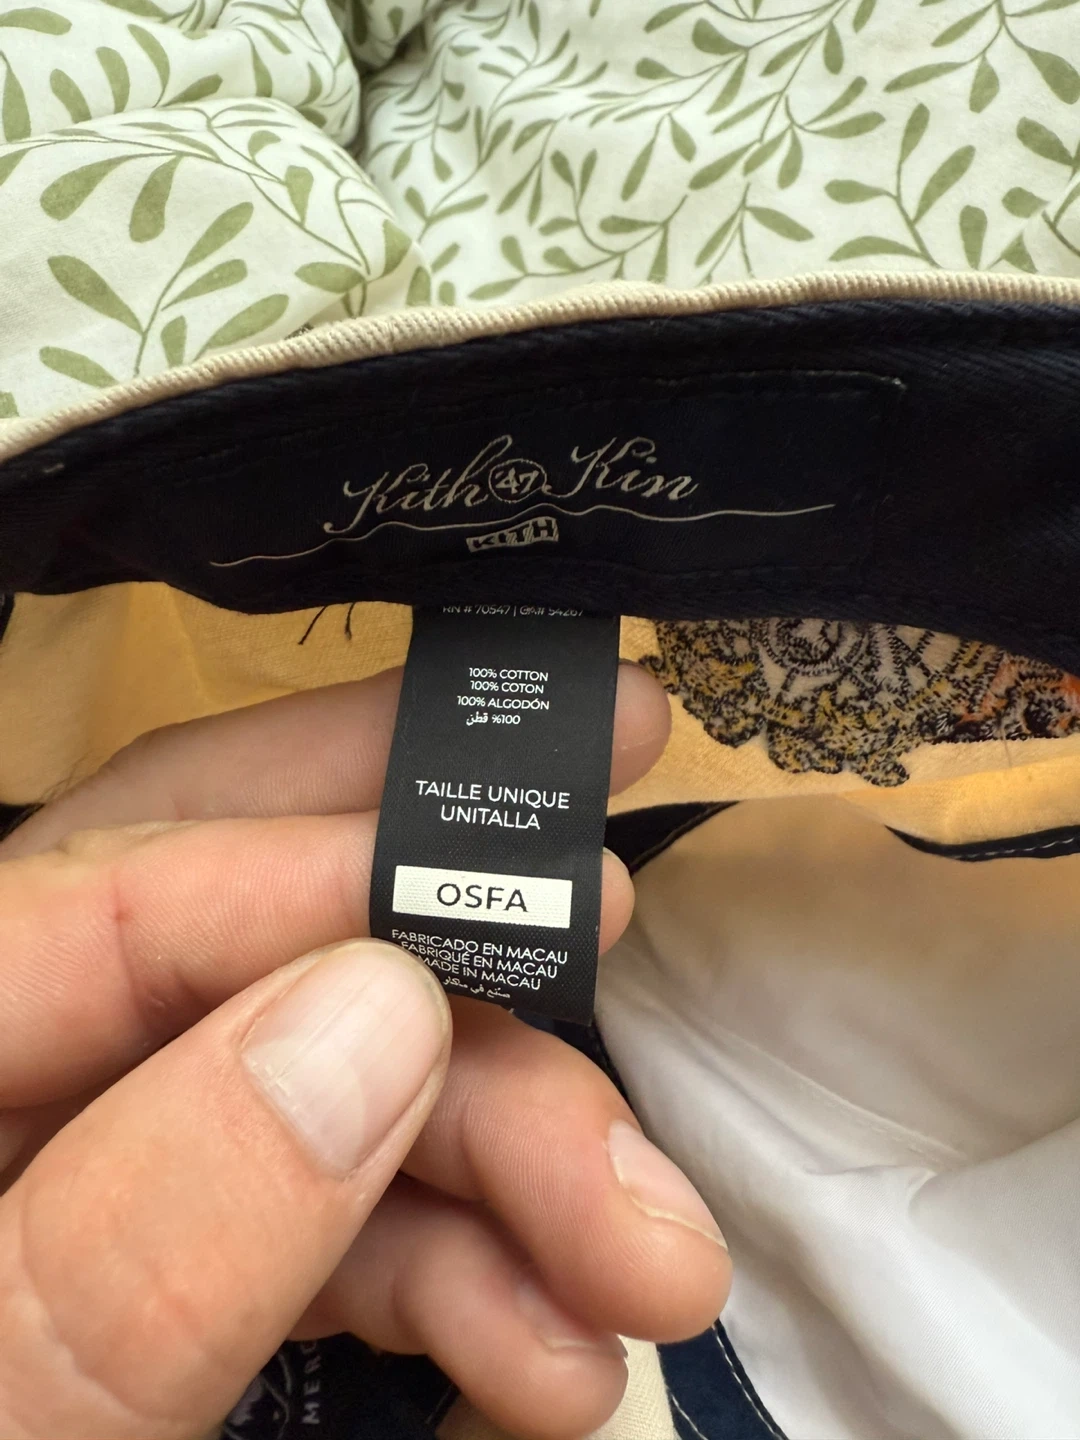 Kith '47 Kin
KITH
RN # 70547 | CA# 54267
100% COTTON
100% COTON
100% ALGODÓN
%100 قطن
TAILLE UNIQUE
UNITALLA
OSFA
FABRICADO EN MACAU
FABRIQUÉ EN MACAU
MADE IN MACAU
صنع في ماكاو
MERC